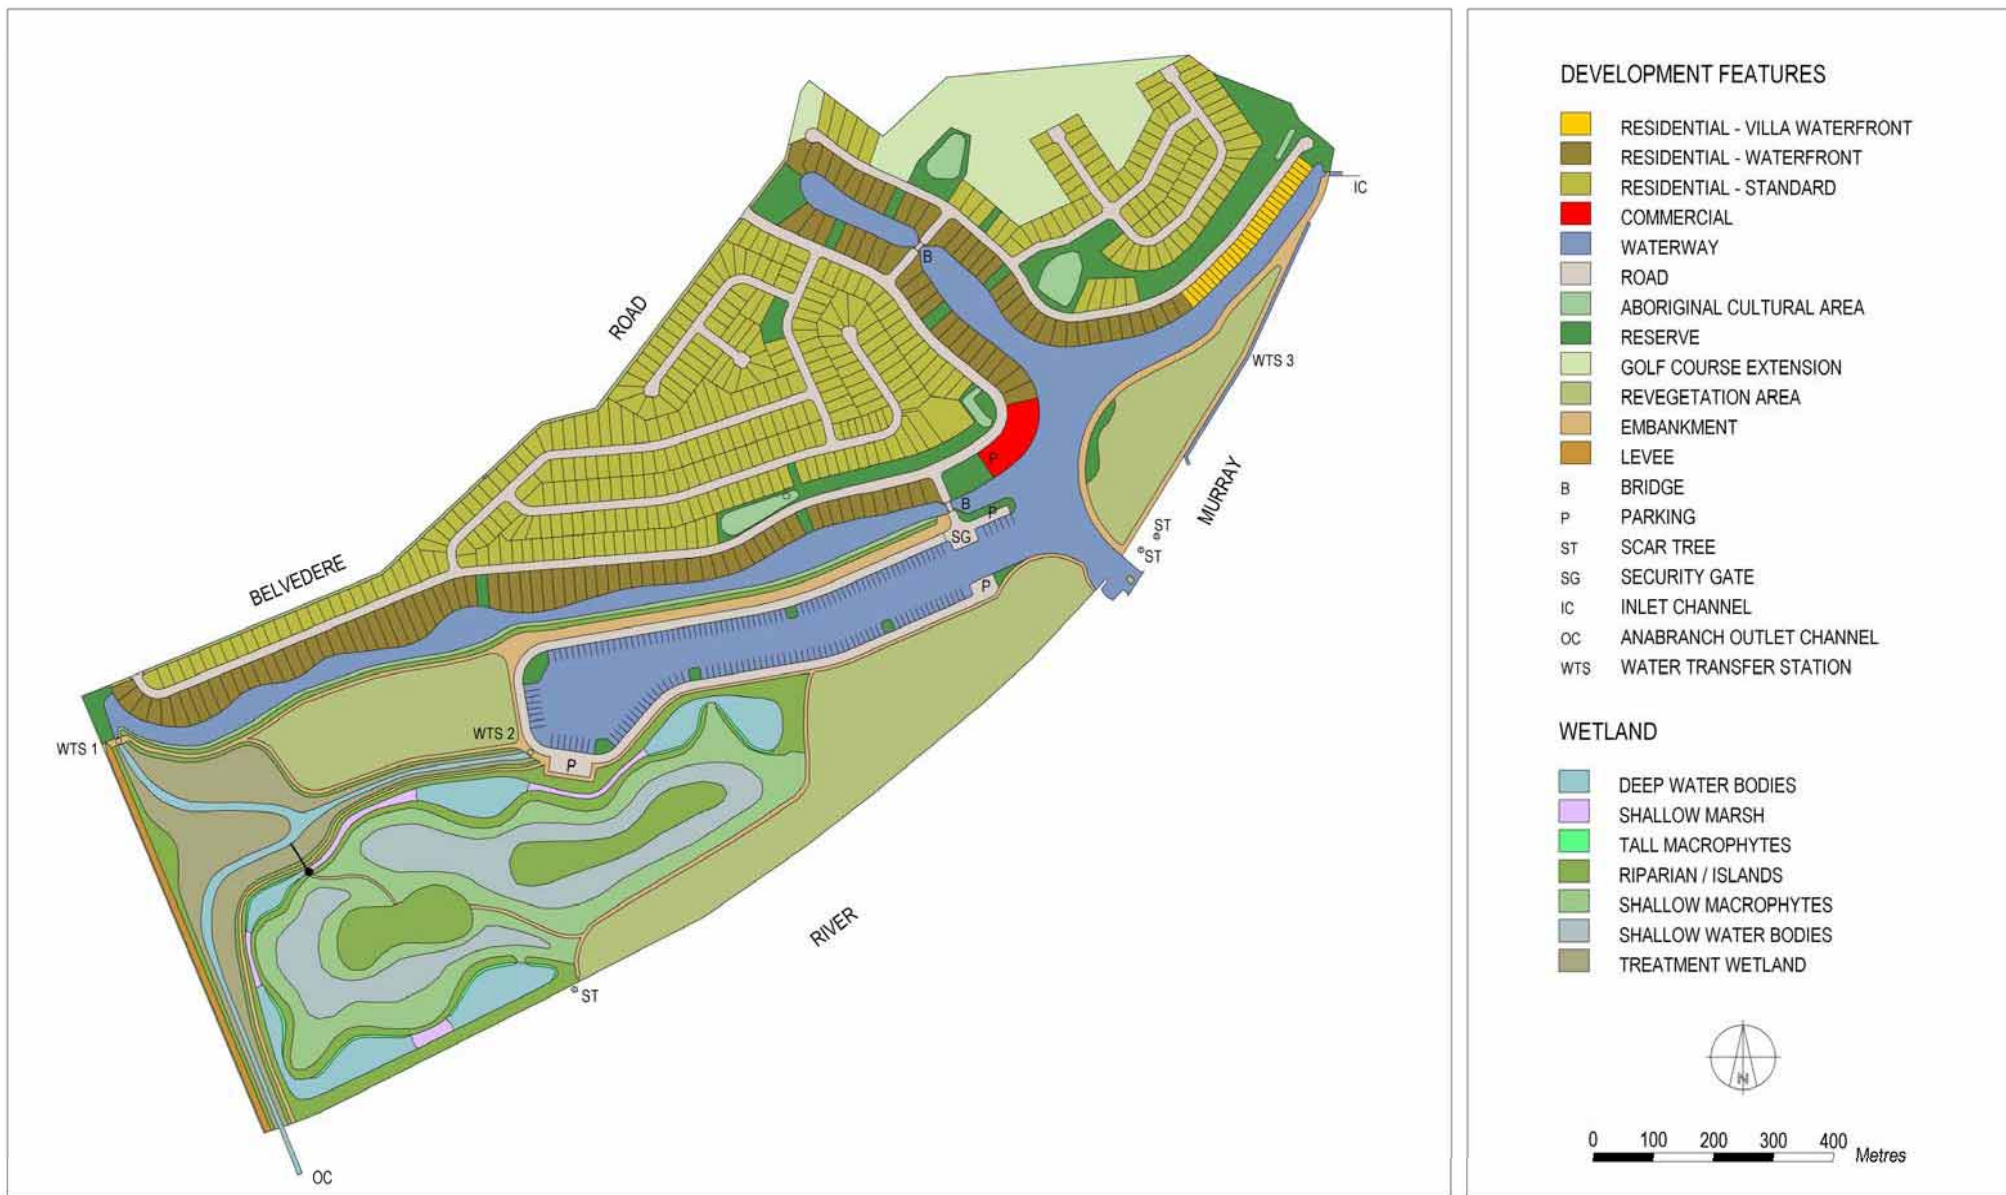 IC
B
ROAD
WTS 3
P
MURRAY
B
P
ST
SG
ST
BELVEDERE
P
WTS 2
WTS 1
P
RIVER
ST
OC
DEVELOPMENT FEATURES
RESIDENTIAL - VILLA WATERFRONT
RESIDENTIAL - WATERFRONT
RESIDENTIAL - STANDARD
COMMERCIAL
WATERWAY
ROAD
ABORIGINAL CULTURAL AREA
RESERVE
GOLF COURSE EXTENSION
REVEGETATION AREA
EMBANKMENT
LEVEE
B BRIDGE
P PARKING
ST SCAR TREE
SG SECURITY GATE
IC INLET CHANNEL
OC ANABRANCH OUTLET CHANNEL
WTS WATER TRANSFER STATION
WETLAND
DEEP WATER BODIES
SHALLOW MARSH
TALL MACROPHYTES
RIPARIAN / ISLANDS
SHALLOW MACROPHYTES
SHALLOW WATER BODIES
TREATMENT WETLAND
N
0 100 200 300 400 Metres